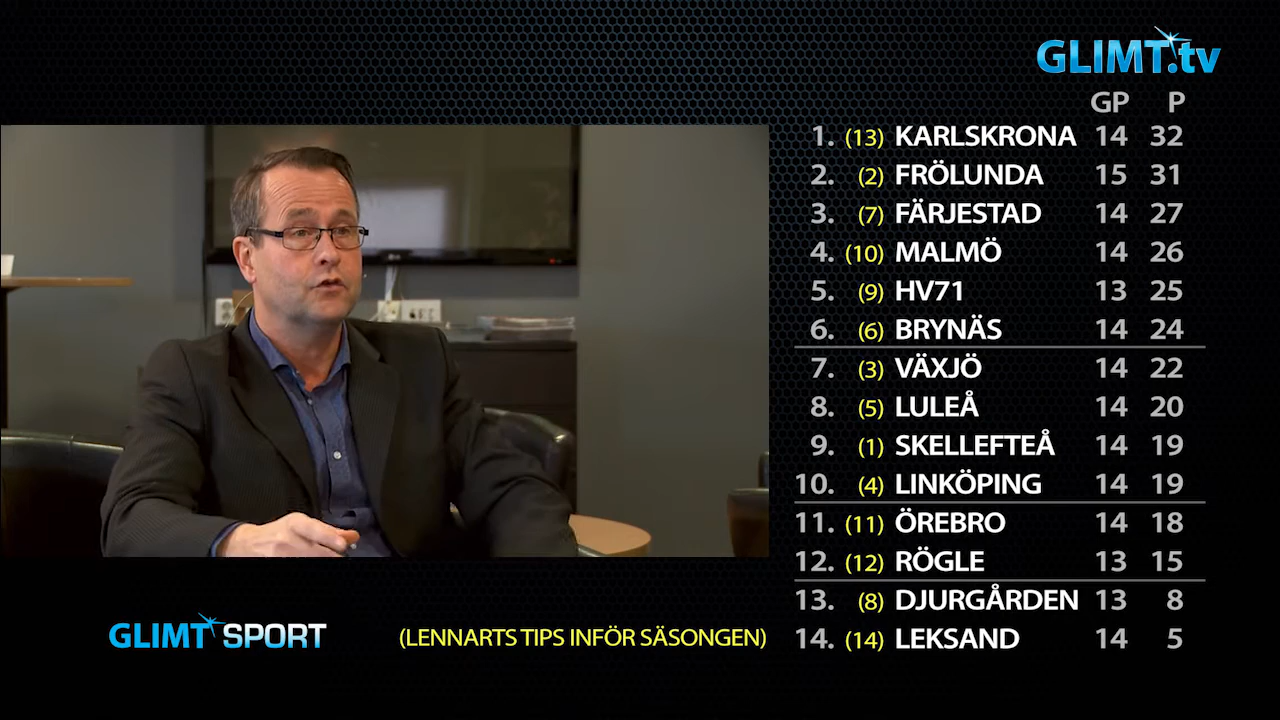 GLIMT.tv
GP P
1. (13) KARLSKRONA 14 32
2. (2) FRÖLUNDA 15 31
3. (7) FÄRJESTAD 14 27
4. (10) MALMÖ 14 26
5. (9) HV71 13 25
6. (6) BRYNÄS 14 24
7. (3) VÄXJÖ 14 22
8. (5) LULEÅ 14 20
9. (1) SKELLEFTEÅ 14 19
10. (4) LINKÖPING 14 19
11. (11) ÖREBRO 14 18
12. (12) RÖGLE 13 15
13. (8) DJURGÅRDEN 13 8
14. (14) LEKSAND 14 5
GLIMT SPORT
(LENNARTS TIPS INFÖR SÄSONGEN)